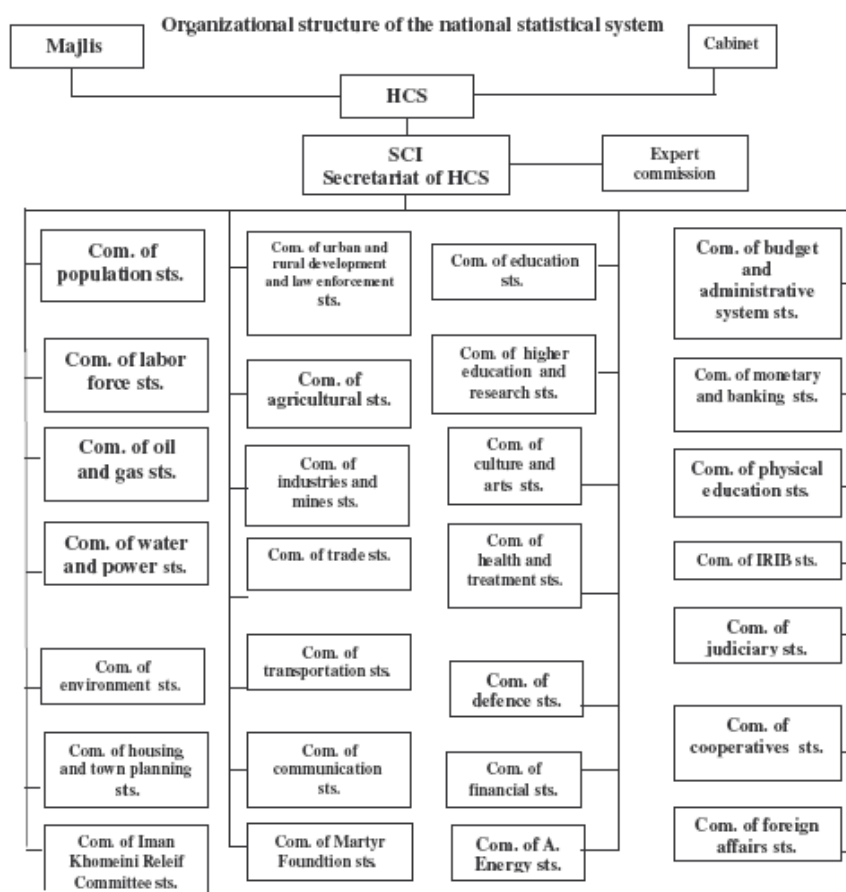 Organizational structure of the national statistical system
Majlis
Cabinet
HCS
SCI
Secretariat of HCS
Expert
commission
Com. of
population sts.
Com. of labor
force sts.
Com. of oil
and gas sts.
Com. of water
and power sts.
Com. of
environment sts.
Com. of housing
and town planning
sts.
Com. of Iman
Khomeini Releif
Committee sts.
Com. of urban and
rural development
and law enforcement
sts.
Com. of
agricultural sts.
Com. of
industries and
mines sts.
Com. of trade sts.
Com. of
transportation sts.
Com. of
communication
sts.
Com. of Martyr
Foundtion sts.
Com. of education
sts.
Com. of higher
education and
research sts.
Com. of
culture and
arts sts.
Com. of
health and
treatment sts.
Com. of
defence sts.
Com. of
financial sts.
Com. of A.
Energy sts.
Com. of budget
and
administrative
system sts.
Com. of monetary
and banking sts.
Com. of physical
education sts.
Com. of IRIB sts.
Com. of
judiciary sts.
Com. of
cooperatives sts.
Com. of foreign
affairs sts.